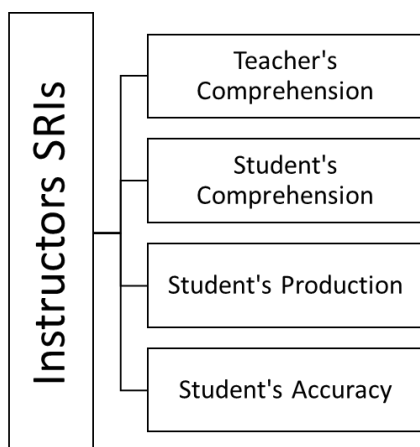 Instructors SRIs
Teacher's
Comprehension
Student's
Comprehension
Student's Production
Student's Accuracy